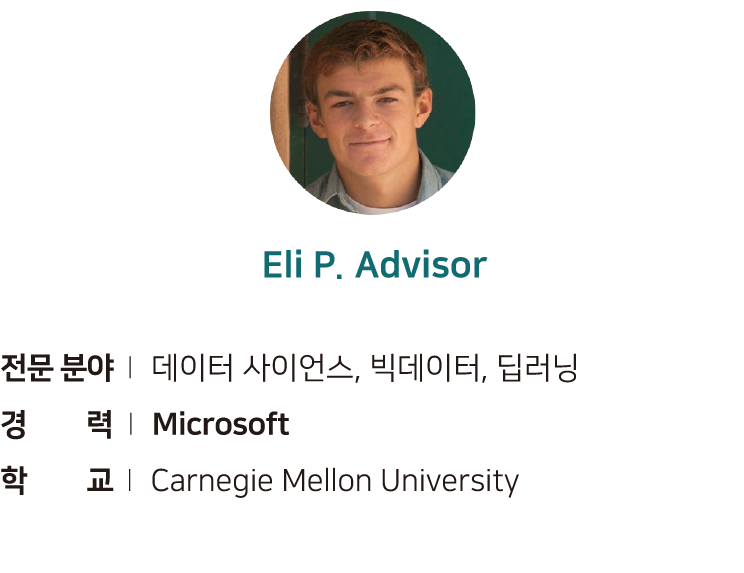 Eli P. Advisor
전문 분야 | 데이터 사이언스, 빅데이터, 딥러닝
경 력 | Microsoft
학 교 | Carnegie Mellon University